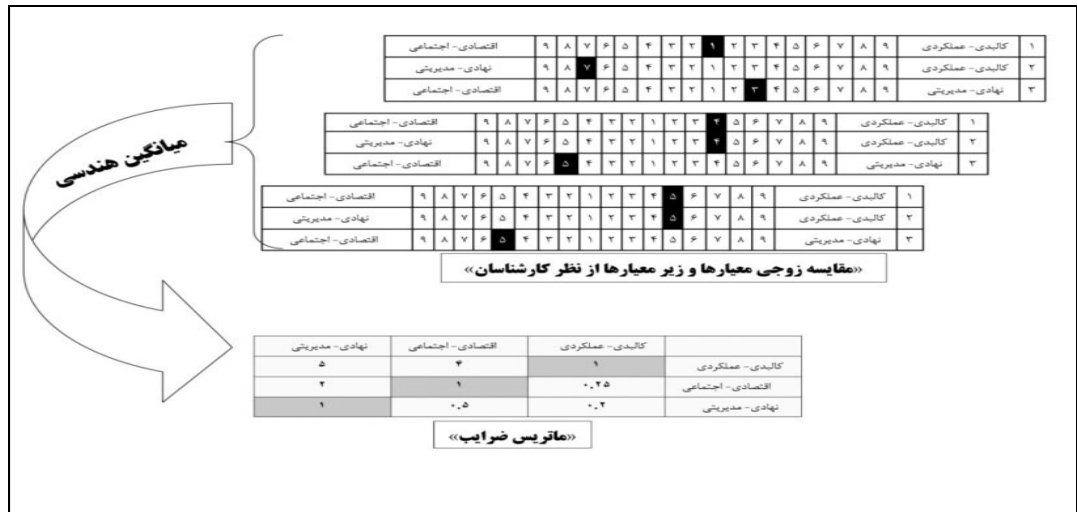 ۱ کالبدی- عملکردی ۹ ۸ ۷ ۶ ۵ ۴ ۳ ۲ ۱ ۲ ۳ ۴ ۵ ۶ ۷ ۸ ۹ اقتصادی- اجتماعی
۲ کالبدی- عملکردی ۹ ۸ ۷ ۶ ۵ ۴ ۳ ۲ ۱ ۲ ۳ ۴ ۵ ۶ ۷ ۸ ۹ نهادی- مدیریتی
۳ نهادی- مدیریتی ۹ ۸ ۷ ۶ ۵ ۴ ۳ ۲ ۱ ۲ ۳ ۴ ۵ ۶ ۷ ۸ ۹ اقتصادی- اجتماعی
۱ کالبدی- عملکردی ۹ ۸ ۷ ۶ ۵ ۴ ۳ ۲ ۱ ۲ ۳ ۴ ۵ ۶ ۷ ۸ ۹ اقتصادی- اجتماعی
۲ کالبدی- عملکردی ۹ ۸ ۷ ۶ ۵ ۴ ۳ ۲ ۱ ۲ ۳ ۴ ۵ ۶ ۷ ۸ ۹ نهادی- مدیریتی
۳ نهادی- مدیریتی ۹ ۸ ۷ ۶ ۵ ۴ ۳ ۲ ۱ ۲ ۳ ۴ ۵ ۶ ۷ ۸ ۹ اقتصادی- اجتماعی
۱ کالبدی- عملکردی ۹ ۸ ۷ ۶ ۵ ۴ ۳ ۲ ۱ ۲ ۳ ۴ ۵ ۶ ۷ ۸ ۹ اقتصادی- اجتماعی
۲ کالبدی- عملکردی ۹ ۸ ۷ ۶ ۵ ۴ ۳ ۲ ۱ ۲ ۳ ۴ ۵ ۶ ۷ ۸ ۹ نهادی- مدیریتی
۳ نهادی- مدیریتی ۹ ۸ ۷ ۶ ۵ ۴ ۳ ۲ ۱ ۲ ۳ ۴ ۵ ۶ ۷ ۸ ۹ اقتصادی- اجتماعی
«مقایسه زوجی معیارها و زیر معیارها از نظر کارشناسان»
میانگین هندسی
کالبدی- عملکردی اقتصادی- اجتماعی نهادی- مدیریتی
کالبدی- عملکردی ۱ ۴ ۵
اقتصادی- اجتماعی ۰.۲۵ ۱ ۲
نهادی- مدیریتی ۰.۲ ۰.۵ ۱
«ماتریس ضرایب»